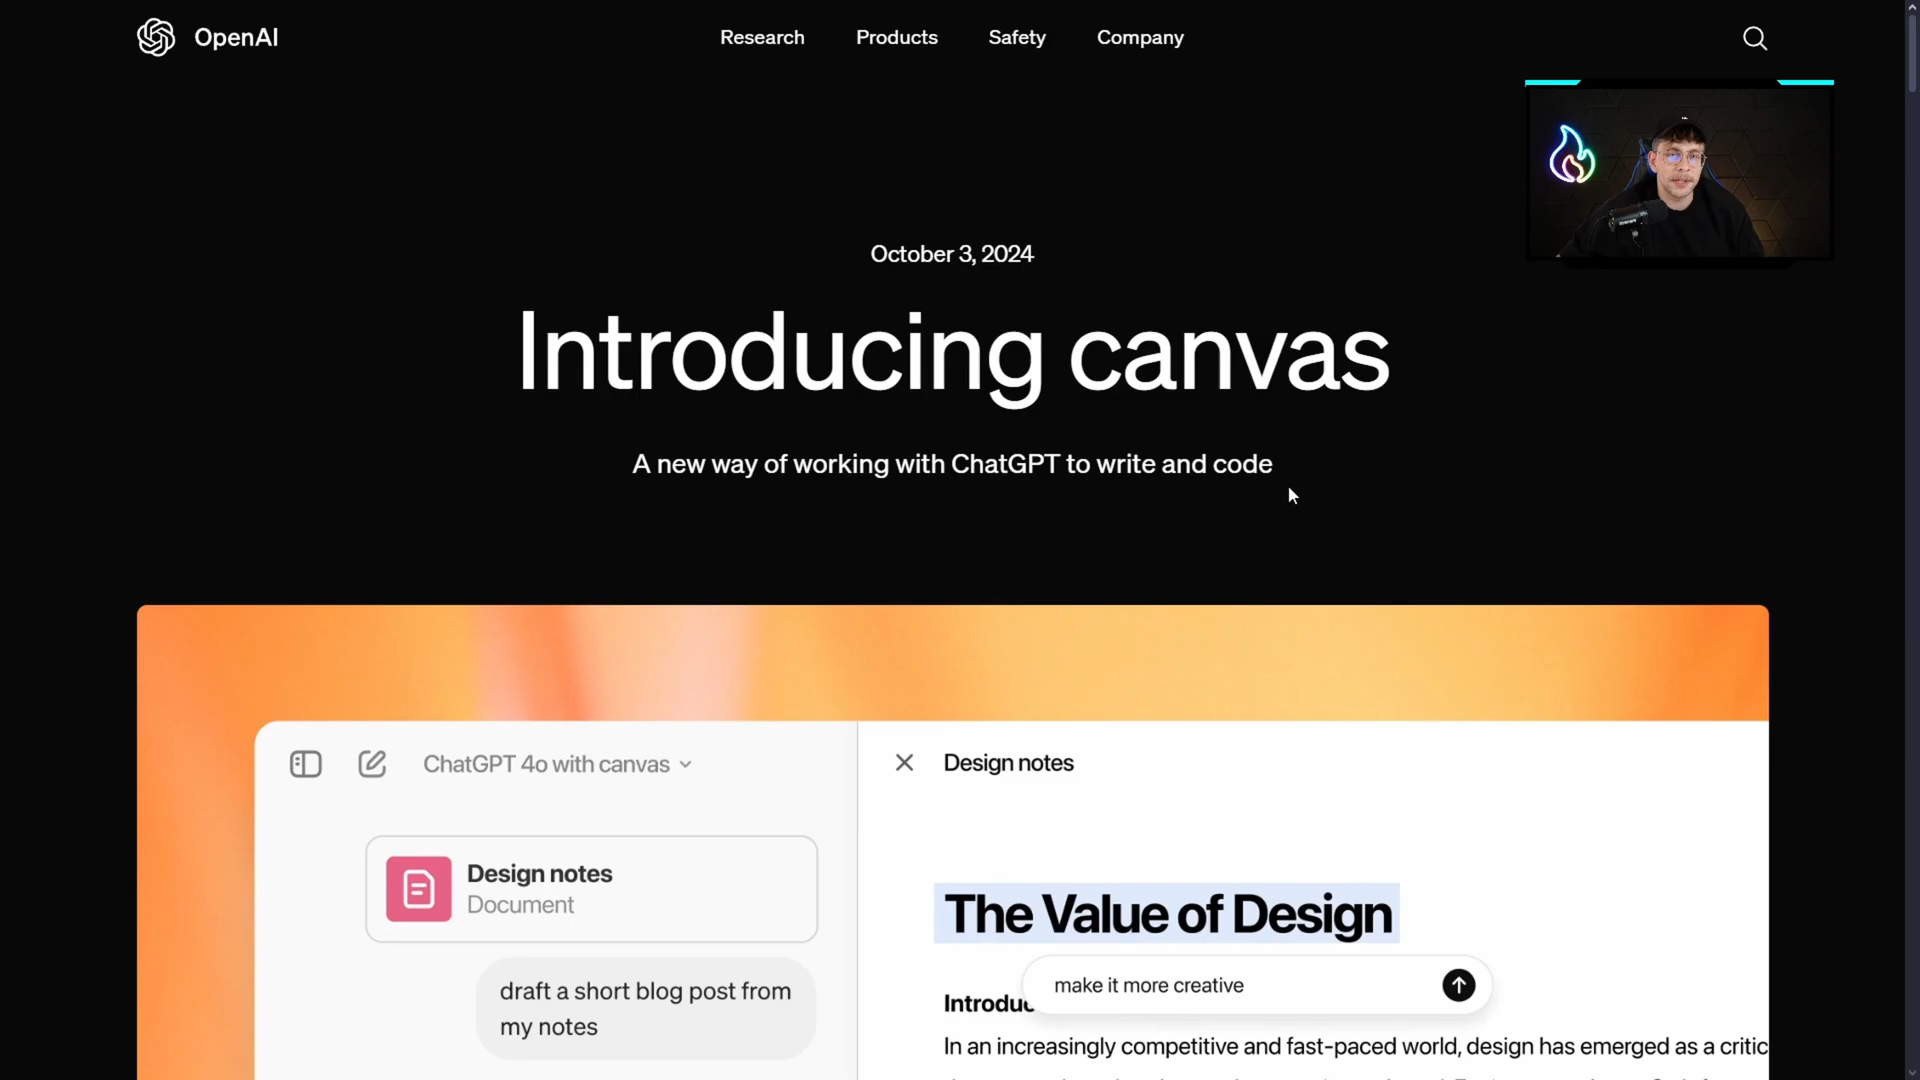 OpenAI
Research
Products
Safety
Company
October 3, 2024
Introducing canvas
A new way of working with ChatGPT to write and code
ChatGPT 4o with canvas
Design notes
Document
draft a short blog post from
my notes
Design notes
The Value of Design
make it more creative
Introduc
In an increasingly competitive and fast-paced world, design has emerged as a critic